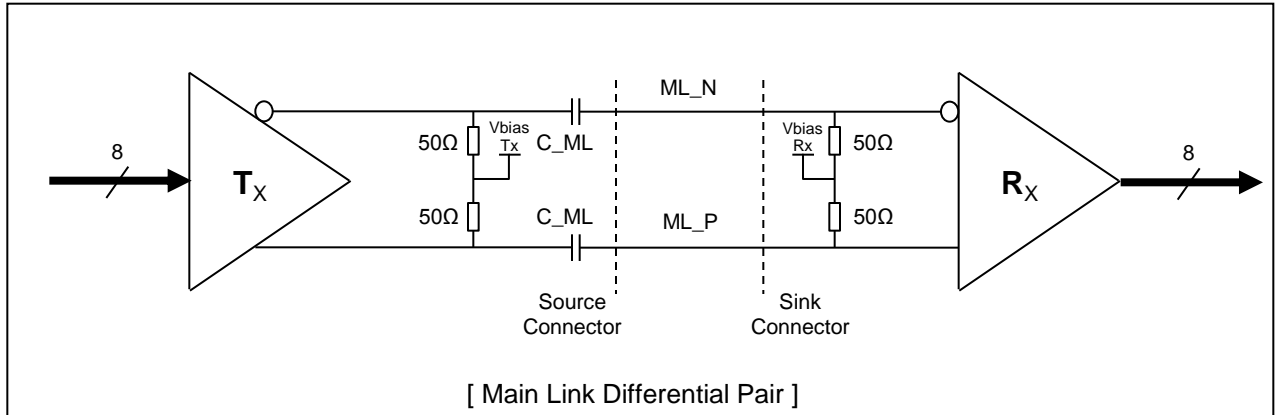 ML_N
8
50Ω
Vbias
Tx
C_ML
Vbias
Rx
50Ω
8
TX
RX
50Ω
C_ML
ML_P
50Ω
Source
Connector
Sink
Connector
[ Main Link Differential Pair ]